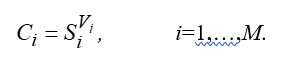 C_i = S_i^{V_i}, i=1,…,M.